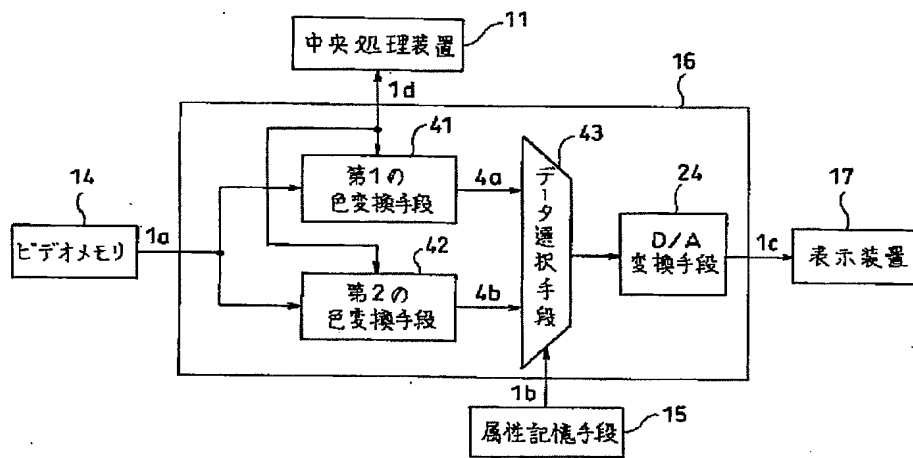 11
中央処理装置
16
1d
41
43
14
第1の
色変換手段
4a
データ選択手段
24
17
ビデオメモリ
1a
D/A
変換手段
1c
表示装置
42
第2の
色変換手段
4b
1b
15
属性記憶手段